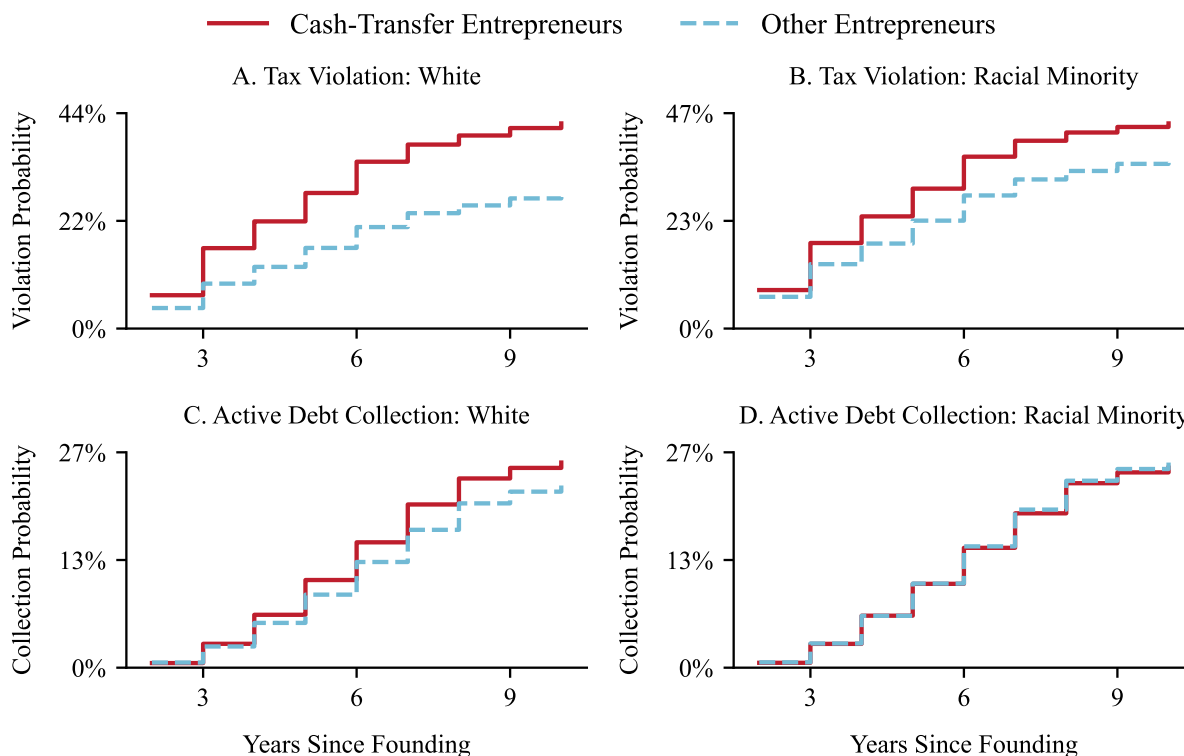 Cash-Transfer Entrepreneurs Other Entrepreneurs
A. Tax Violation: White
Violation Probability
44%
22%
0%
3 6 9
B. Tax Violation: Racial Minority
Violation Probability
47%
23%
0%
3 6 9
C. Active Debt Collection: White
Collection Probability
27%
13%
0%
3 6 9
Years Since Founding
D. Active Debt Collection: Racial Minority
Collection Probability
27%
13%
0%
3 6 9
Years Since Founding